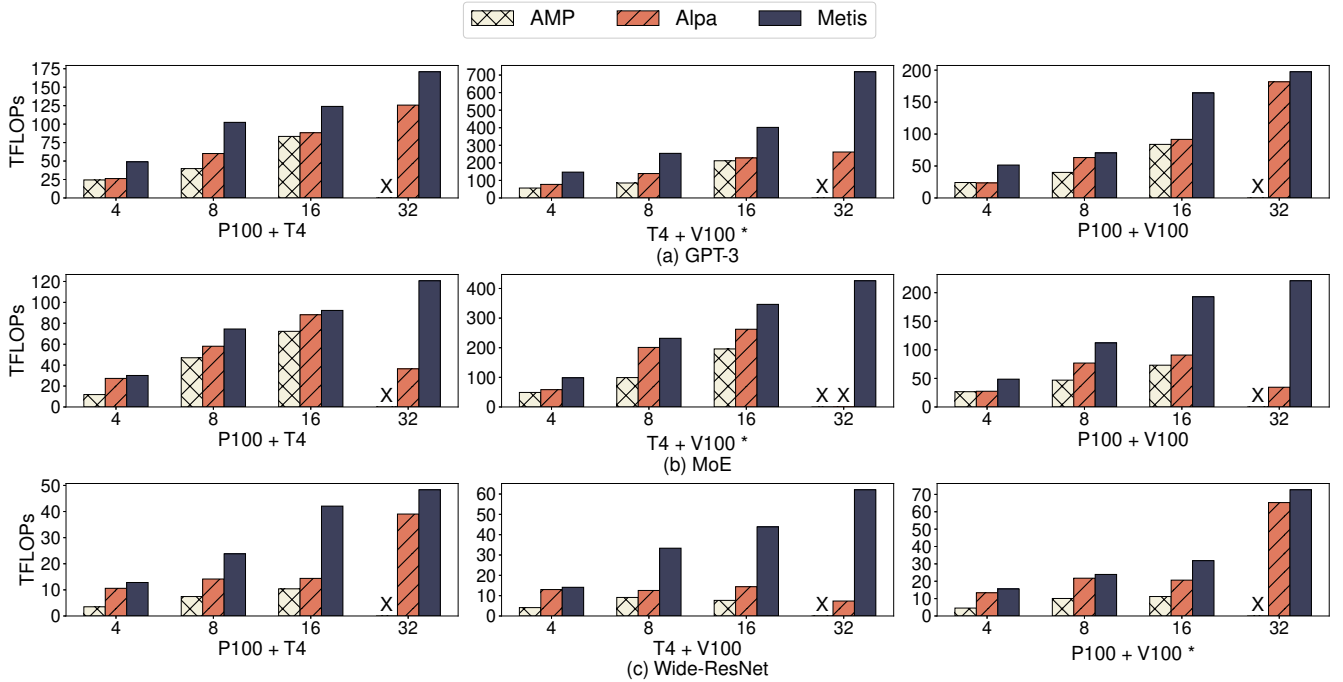 AMP Alpa Metis
TFLOPs
175
150
125
100
75
50
25
0
X
4 8 16 32
P100 + T4
700
600
500
400
300
200
100
0
X
4 8 16 32
T4 + V100 *
200
150
100
50
0
X
4 8 16 32
P100 + V100
(a) GPT-3
TFLOPs
120
100
80
60
40
20
0
X
4 8 16 32
P100 + T4
400
300
200
100
0
X X
4 8 16 32
T4 + V100 *
200
150
100
50
0
X
4 8 16 32
P100 + V100
(b) MoE
TFLOPs
50
40
30
20
10
0
X
4 8 16 32
P100 + T4
60
50
40
30
20
10
0
X
4 8 16 32
T4 + V100
70
60
50
40
30
20
10
0
X
4 8 16 32
P100 + V100 *
(c) Wide-ResNet